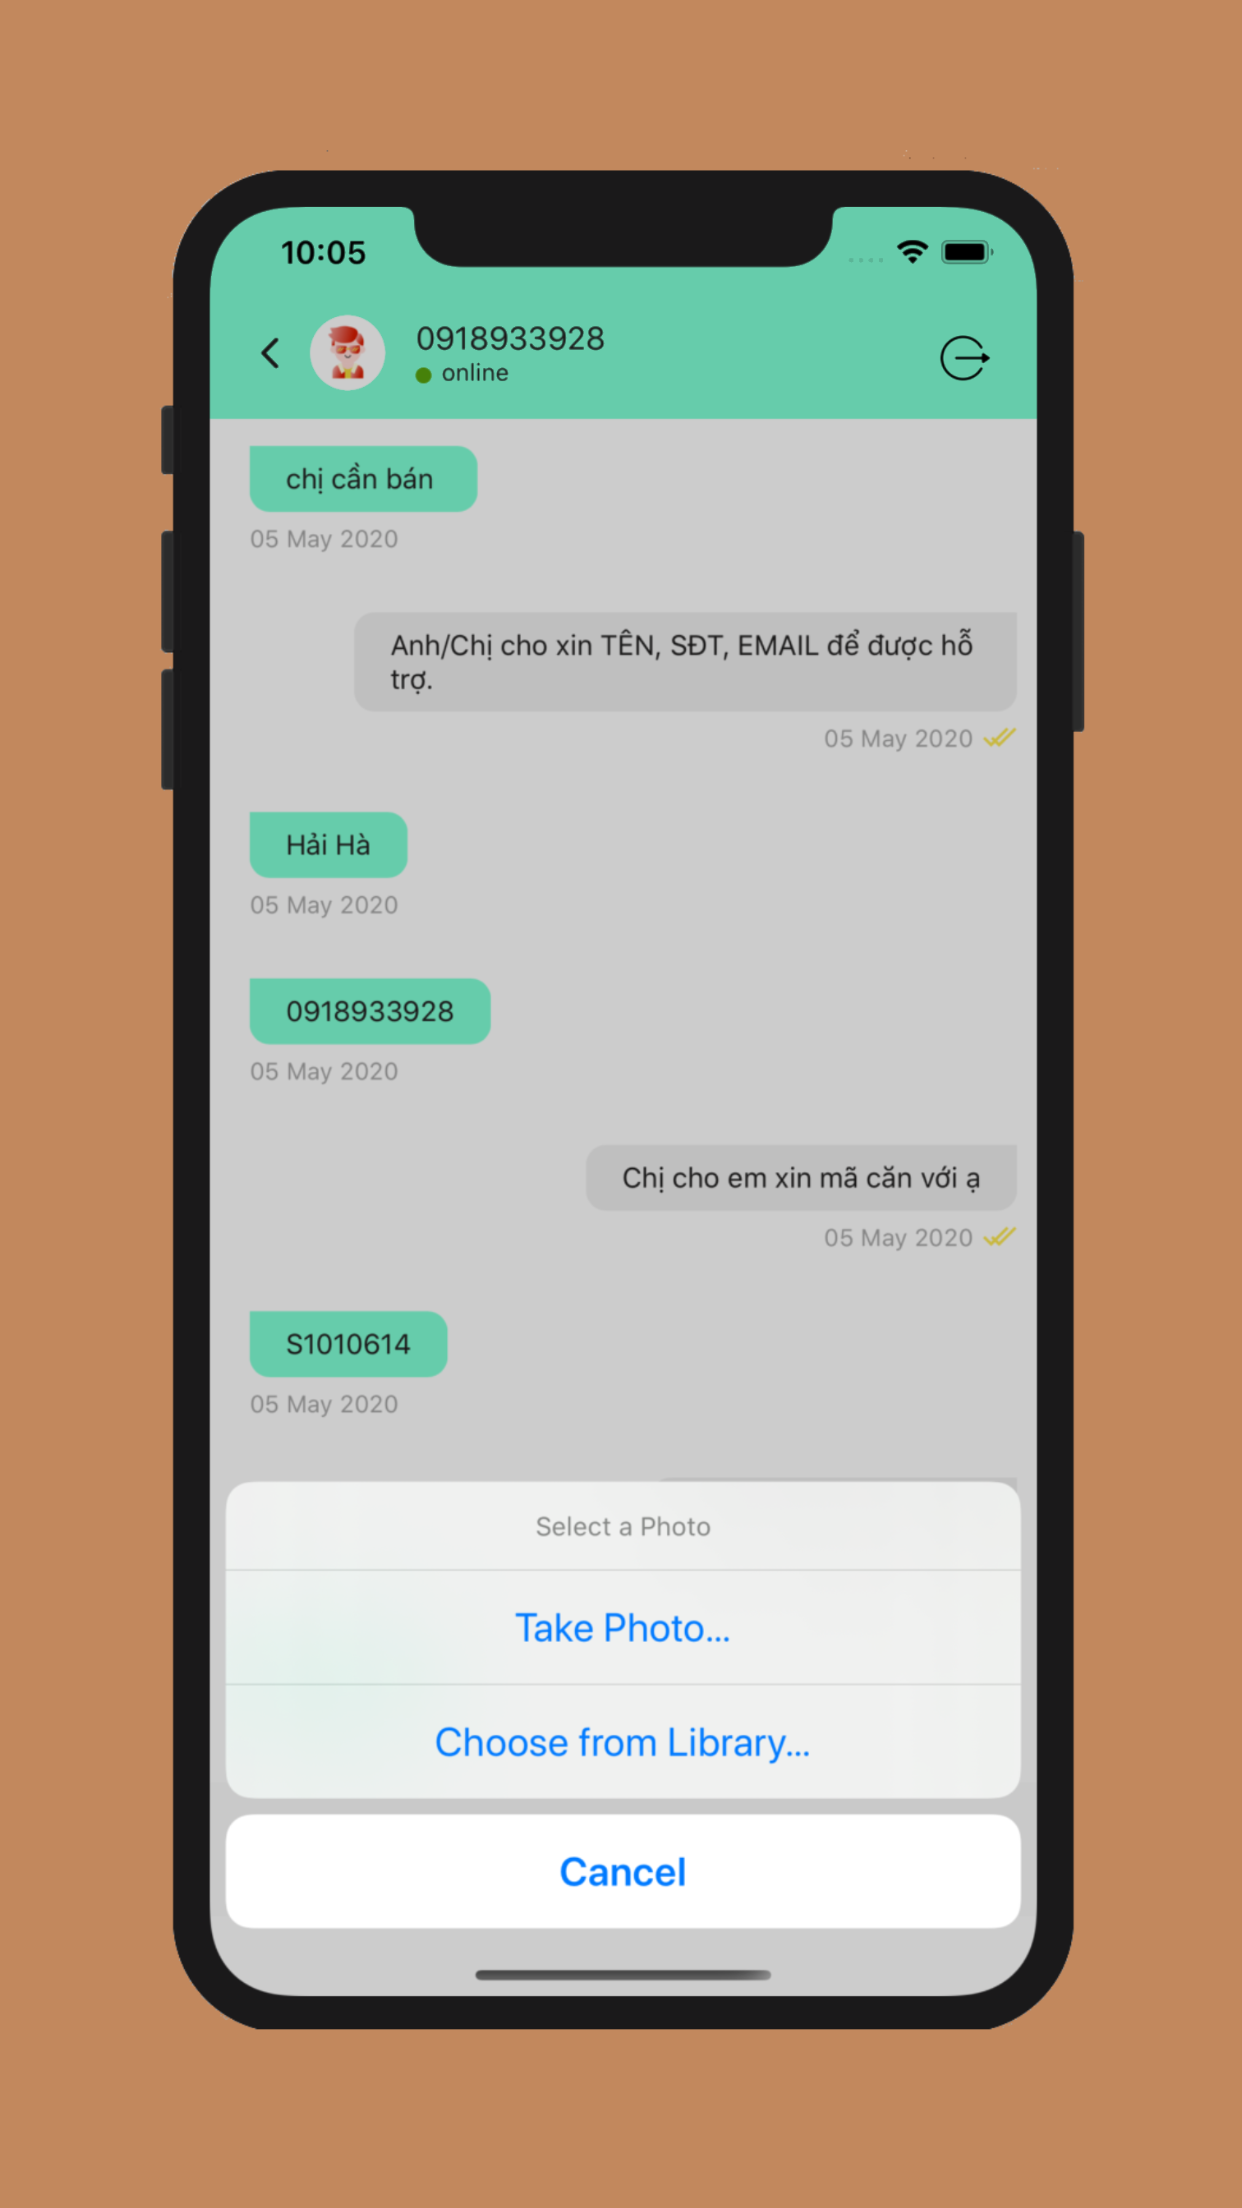 10:05
0918933928
online
chị cần bán
05 May 2020
Anh/Chị cho xin TÊN, SĐT, EMAIL để được hỗ
trợ.
05 May 2020
Hải Hà
05 May 2020
0918933928
05 May 2020
Chị cho em xin mã căn với ạ
05 May 2020
S1010614
05 May 2020
Select a Photo
Take Photo...
Choose from Library...
Cancel